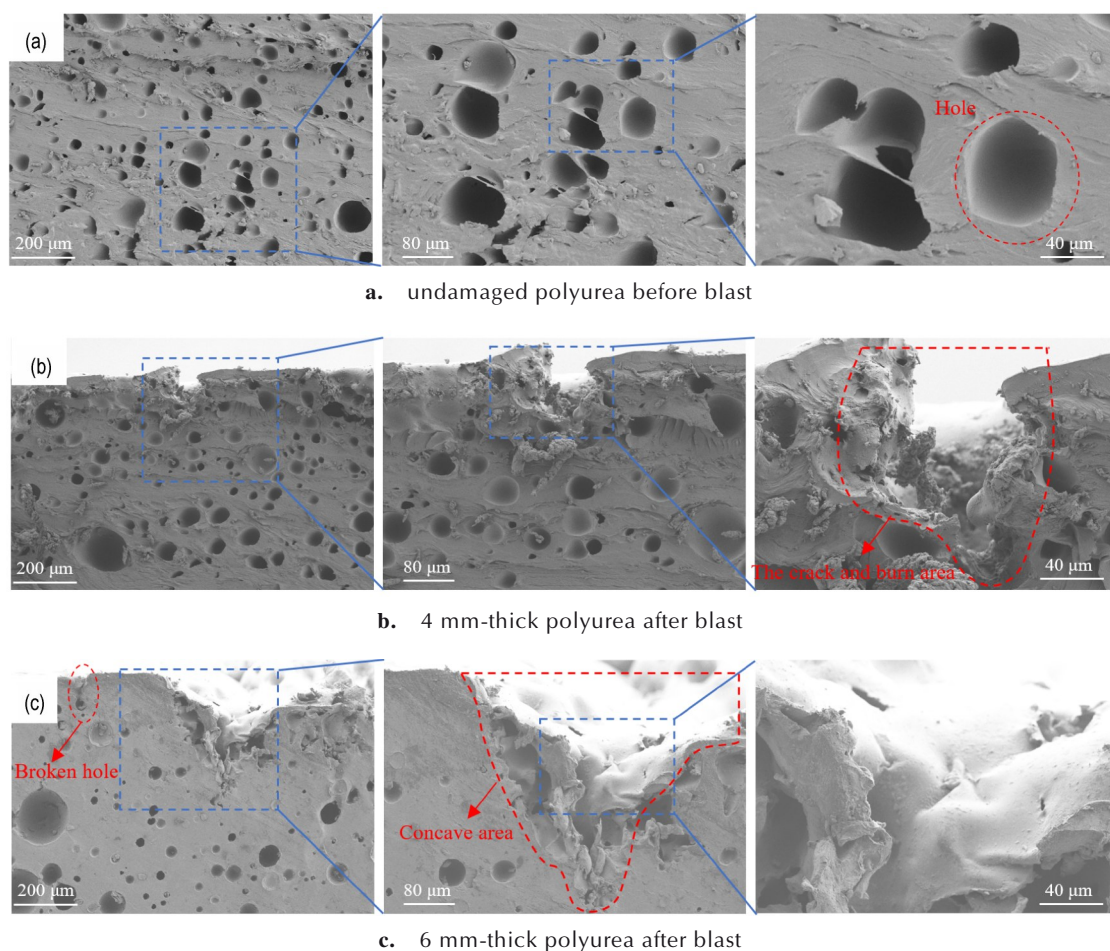 (a)
Hole
200 μm
80 μm
40 μm
a. undamaged polyurea before blast
(b)
The crack and burn area
200 μm
80 μm
40 μm
b. 4 mm-thick polyurea after blast
(c)
Broken hole
Concave area
200 μm
80 μm
40 μm
c. 6 mm-thick polyurea after blast